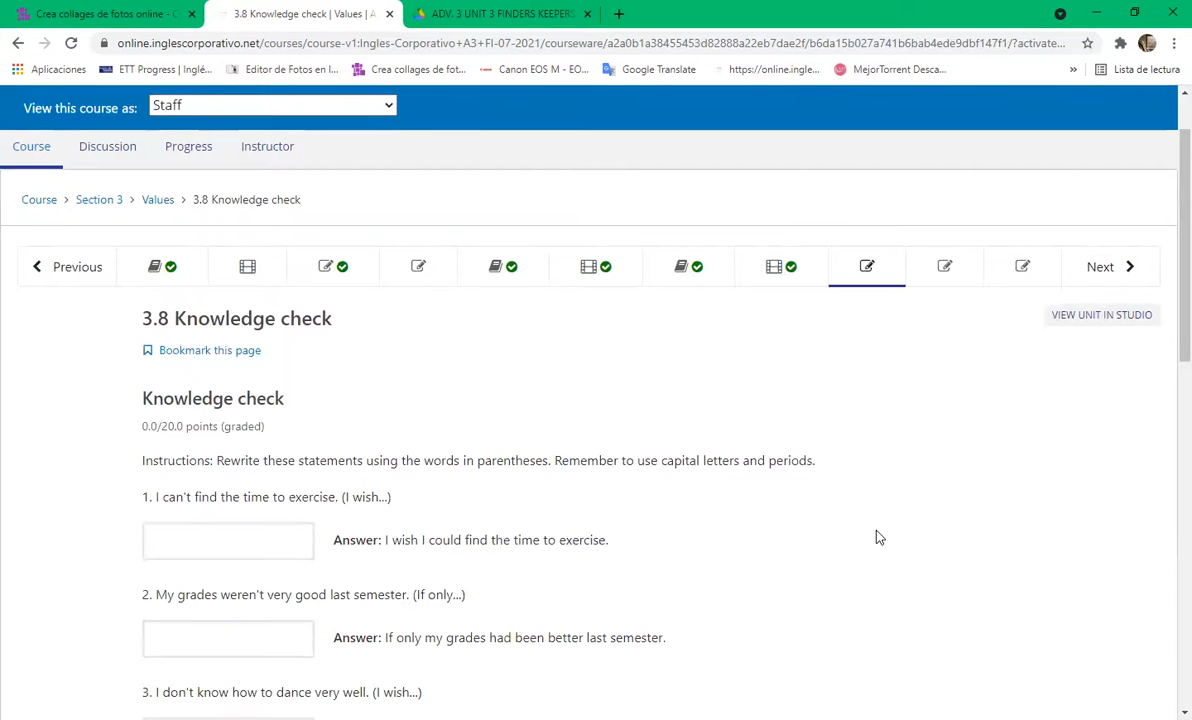 Crea collages de fotos online - C
3.8 Knowledge check | Values | A
ADV. 3 UNIT 3 FINDERS KEEPERS
online.inglescorporativo.net/courses/course-v1:Ingles-Corporativo+A3+FI-07-2021/courseware/a2a0b1a38455453d82888a22eb7dae2f/b6da15b027a741b6bab4ede9dbf147f1/?activate...
Aplicaciones
ETT Progress | Inglé...
Editor de Fotos en l...
Crea collages de fot...
Canon EOS M - EO...
Google Translate
https://online.ingle...
MejorTorrent Desca...
»
Lista de lectura
View this course as:
Staff
Course
Discussion
Progress
Instructor
Course > Section 3 > Values > 3.8 Knowledge check
Previous
Next
3.8 Knowledge check
VIEW UNIT IN STUDIO
Bookmark this page
Knowledge check
0.0/20.0 points (graded)
Instructions: Rewrite these statements using the words in parentheses. Remember to use capital letters and periods.
1. I can't find the time to exercise. (I wish...)
Answer: I wish I could find the time to exercise.
2. My grades weren't very good last semester. (If only...)
Answer: If only my grades had been better last semester.
3. I don't know how to dance very well. (I wish...)